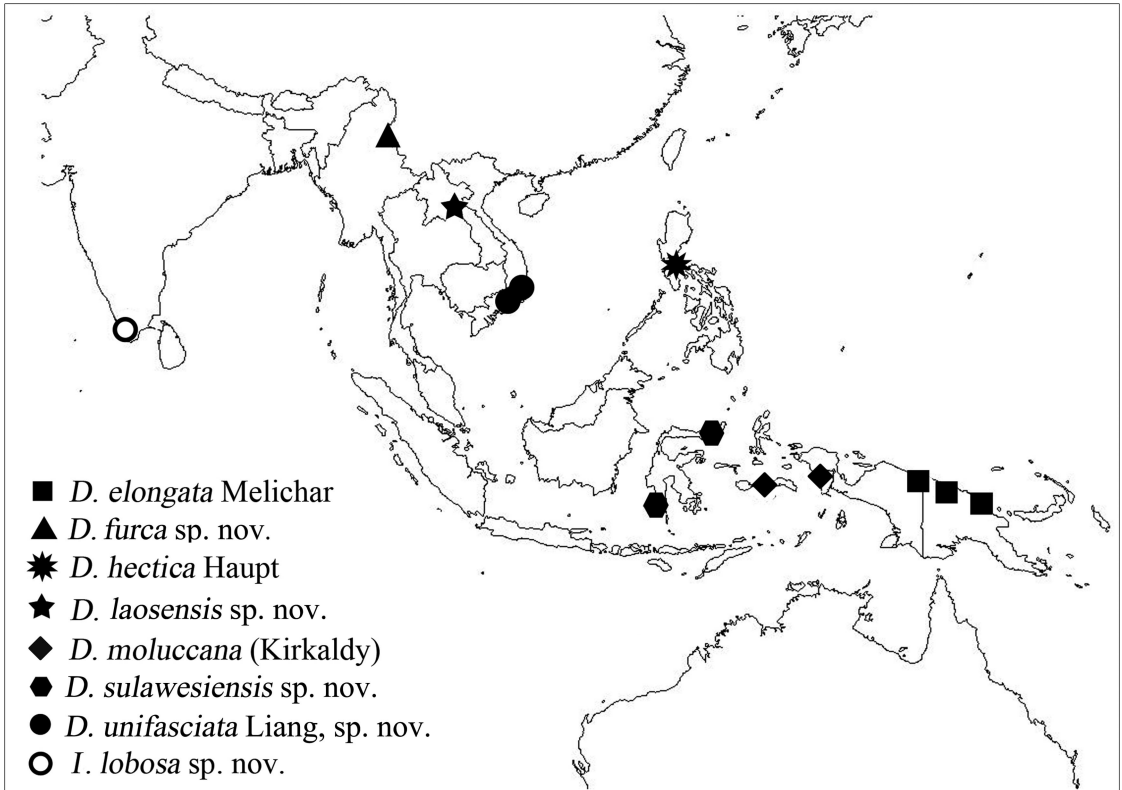 D. elongata Melichar
D. furca sp. nov.
D. hectica Haupt
D. laosensis sp. nov.
D. moluccana (Kirkaldy)
D. sulawesiensis sp. nov.
D. unifasciata Liang, sp. nov.
I. lobosa sp. nov.